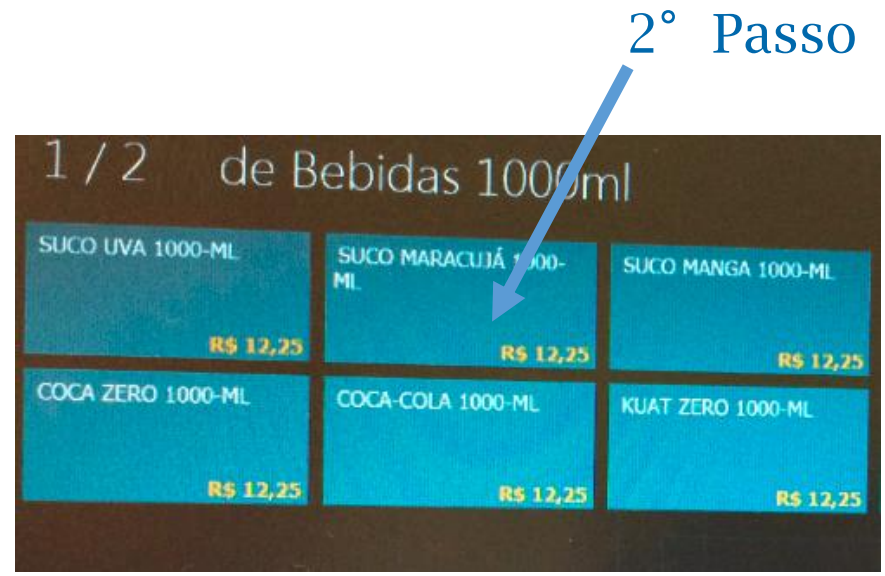 2° Passo
1 / 2 de Bebidas 1000ml
SUCO UVA 1000-ML
R$ 12,25
SUCO MARACUJÁ 1000-
ML
R$ 12,25
SUCO MANGA 1000-ML
R$ 12,25
COCA ZERO 1000-ML
R$ 12,25
COCA-COLA 1000-ML
R$ 12,25
KUAT ZERO 1000-ML
R$ 12,25